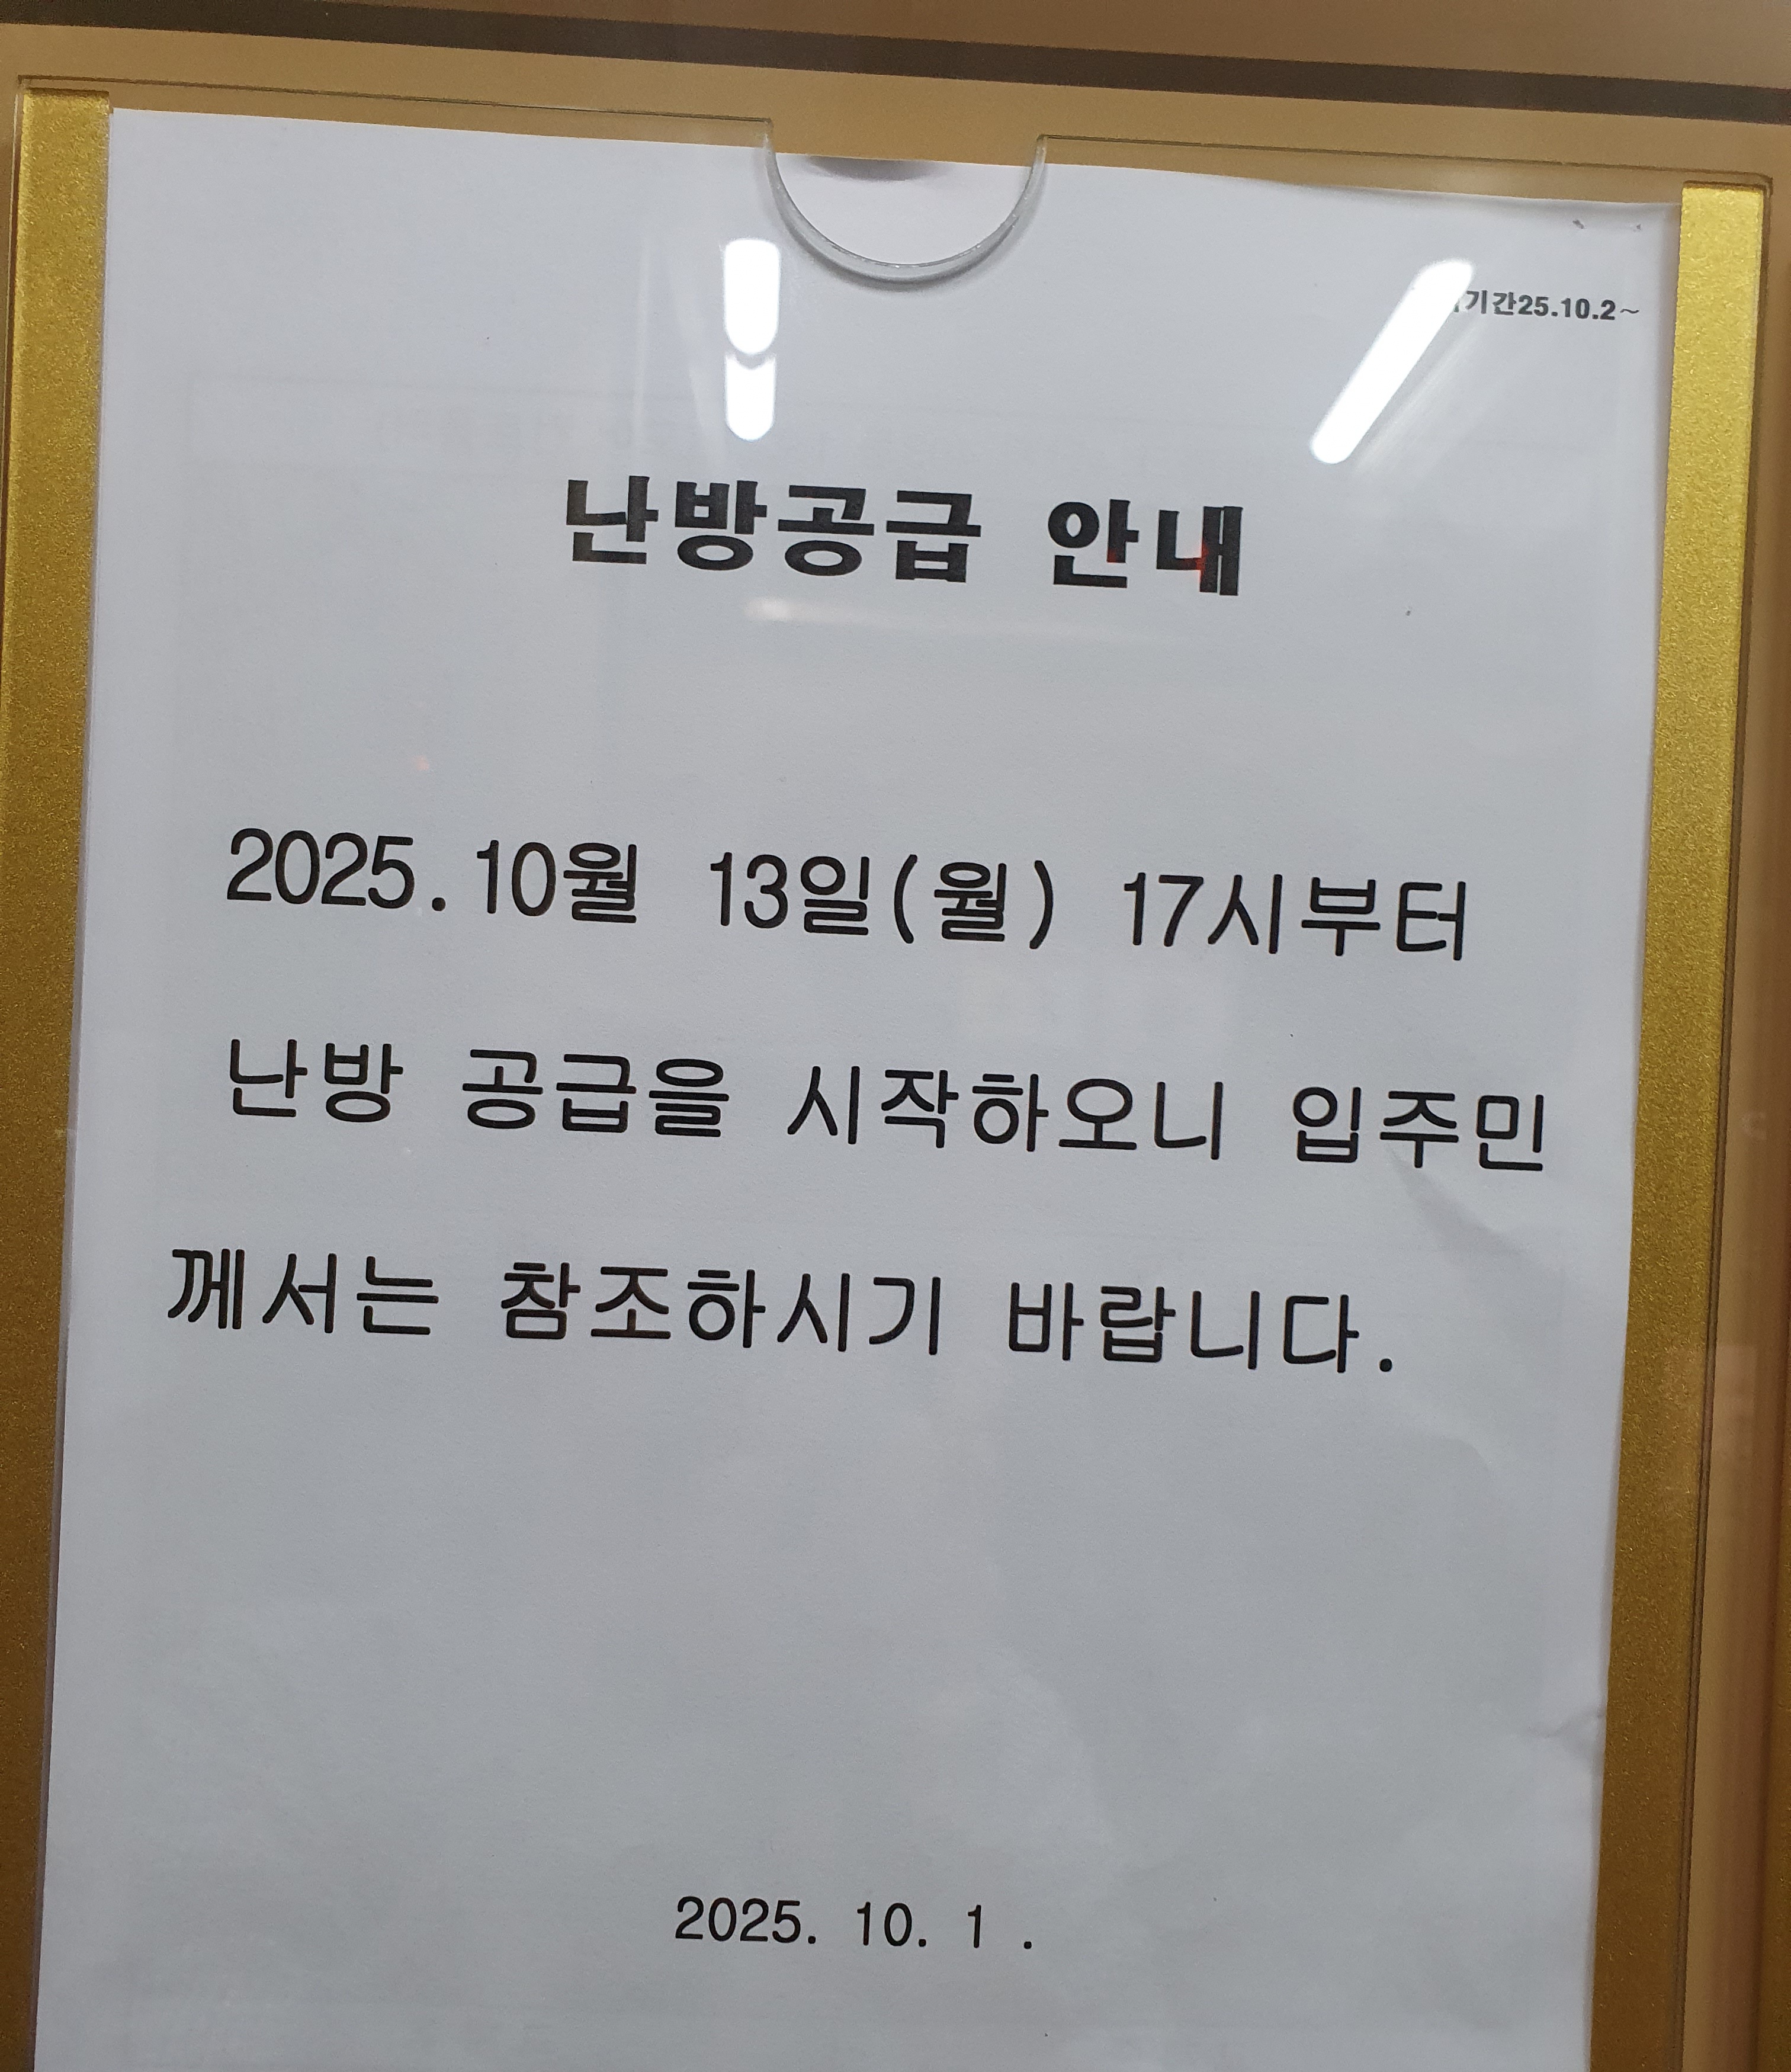 기간25.10.2~
난방공급 안내
2025.10월 13일(월) 17시부터
난방 공급을 시작하오니 입주민
께서는 참조하시기 바랍니다.
2025. 10. 1 .